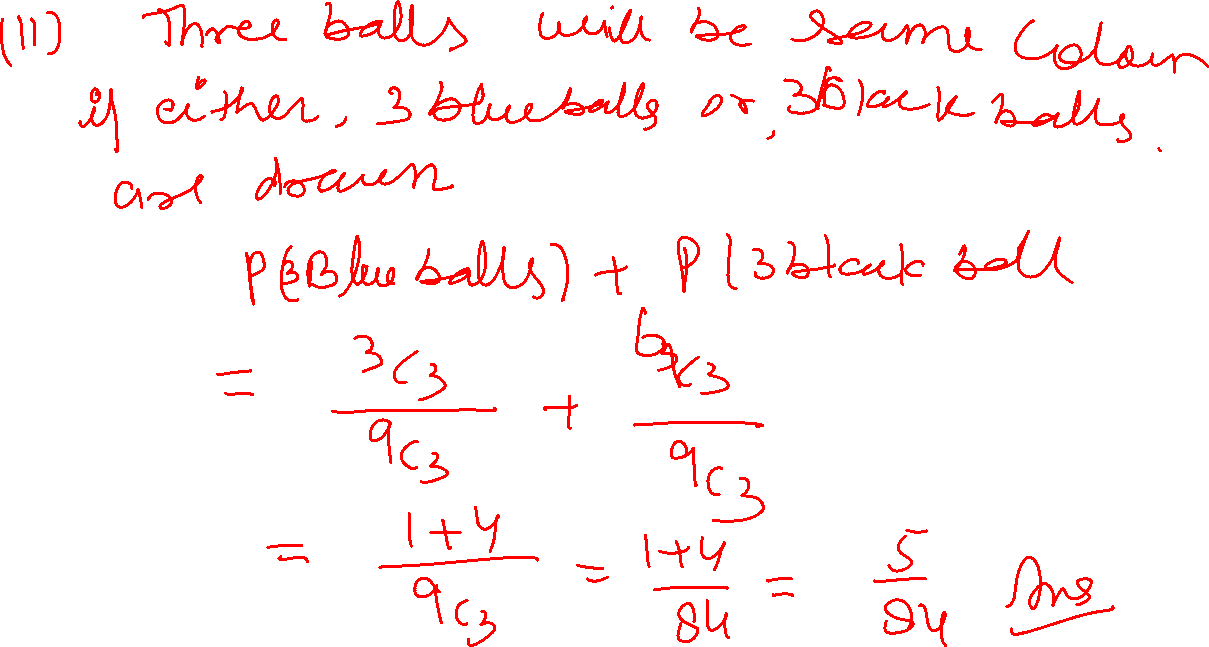 (11) Three balls will be same Colour
if either, 3 blue balls or, 3 black balls.
are drawn
P(3 Blue balls) + P(3 black ball
= 3C3 / 9C3 + 6C3 / 9C3
= 1+4 / 9C3 = 1+4 / 84 = 5 / 84 Ans